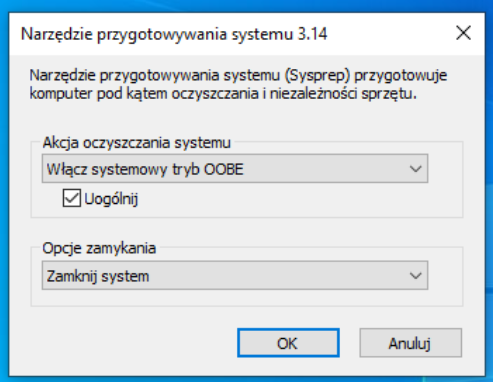 Narzędzie przygotowywania systemu 3.14
Narzędzie przygotowywania systemu (Sysprep) przygotowuje
komputer pod kątem oczyszczania i niezależności sprzętu.
Akcja oczyszczania systemu
Włącz systemowy tryb OOBE
Uogólnij
Opcje zamykania
Zamknij system
OK
Anuluj